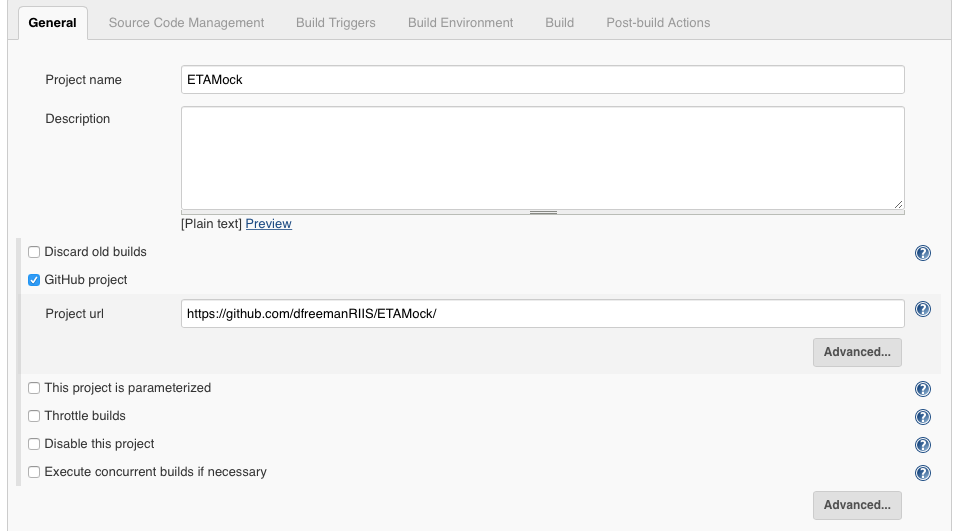 General Source Code Management Build Triggers Build Environment Build Post-build Actions
Project name ETAMock
Description
[Plain text] Preview
Discard old builds ?
GitHub project
Project url https://github.com/dfreemanRIIS/ETAMock/ ?
Advanced...
This project is parameterized ?
Throttle builds ?
Disable this project ?
Execute concurrent builds if necessary ?
Advanced...